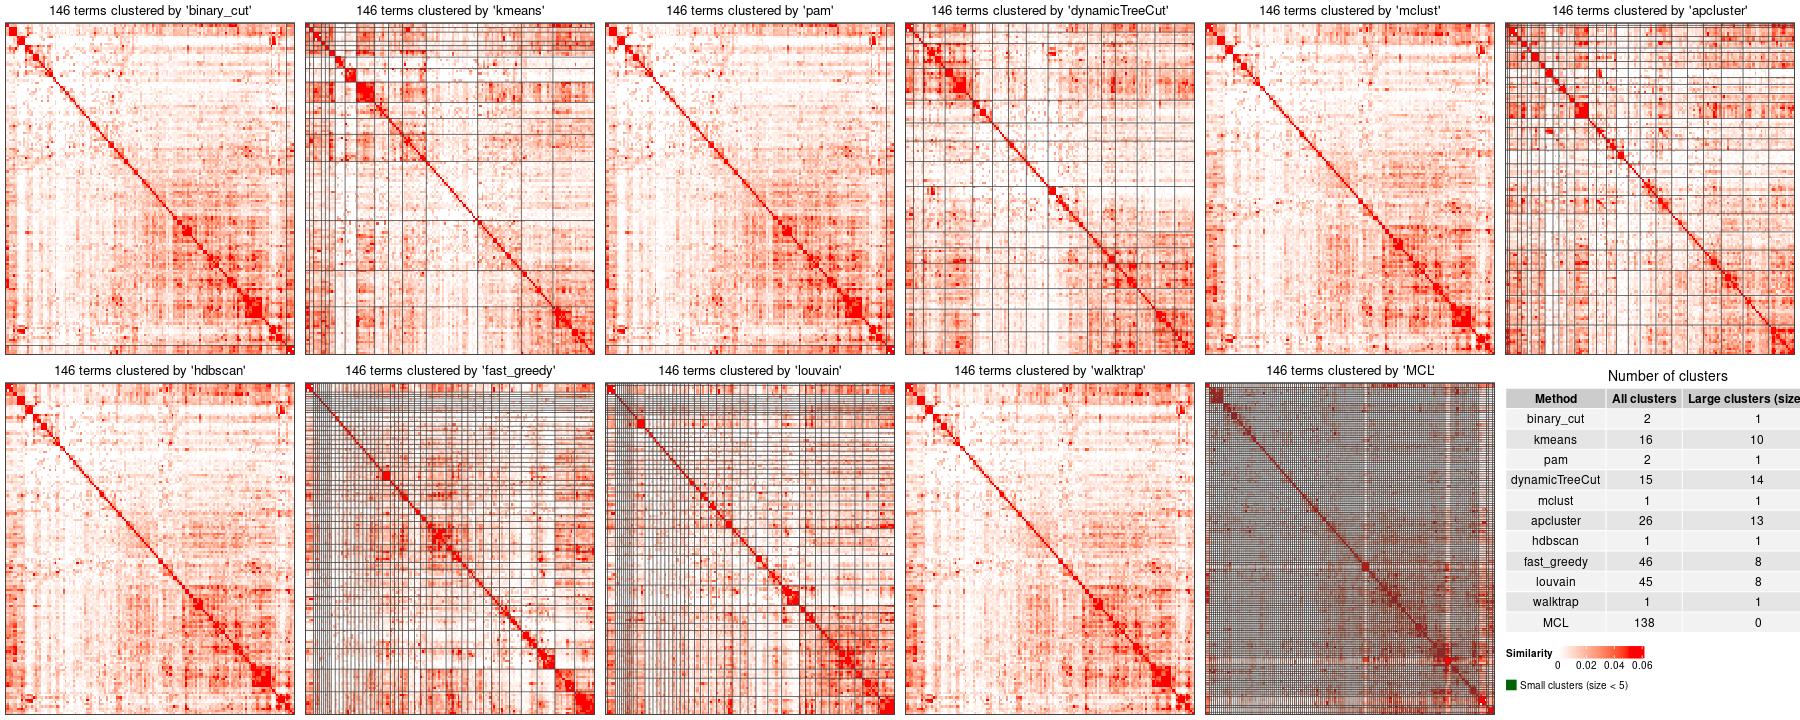 146 terms clustered by 'binary_cut'
146 terms clustered by 'kmeans'
146 terms clustered by 'pam'
146 terms clustered by 'dynamicTreeCut'
146 terms clustered by 'mclust'
146 terms clustered by 'apcluster'
146 terms clustered by 'hdbscan'
146 terms clustered by 'fast_greedy'
146 terms clustered by 'louvain'
146 terms clustered by 'walktrap'
146 terms clustered by 'MCL'
Number of clusters
Method All clusters Large clusters (size
binary_cut 2 1
kmeans 16 10
pam 2 1
dynamicTreeCut 15 14
mclust 1 1
apcluster 26 13
hdbscan 1 1
fast_greedy 46 8
louvain 45 8
walktrap 1 1
MCL 138 0
Similarity
0 0.02 0.04 0.06
Small clusters (size < 5)